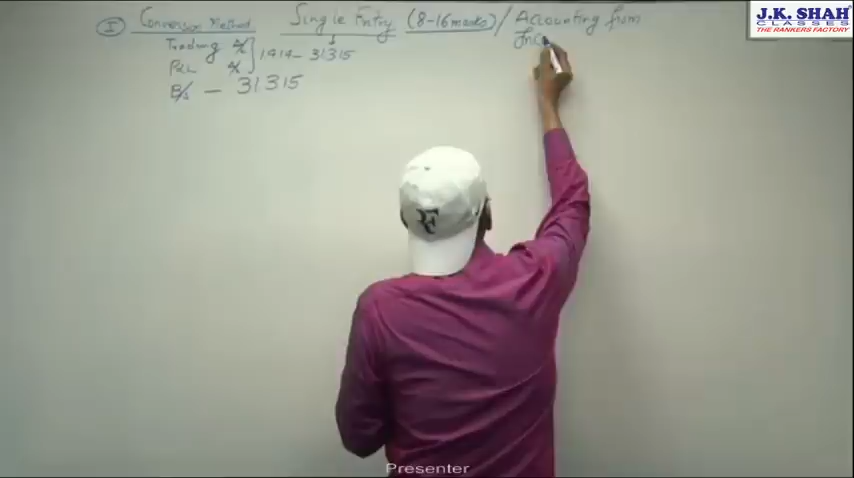 I Conversion Method Single Entry (8-16 marks) / Accounting from
Inc
Trading A/c
1.4.14 - 31.3.15
P&L A/c
B/S - 31.3.15
J.K. SHAH
CLASSES
THE RANKERS FACTORY
Presenter